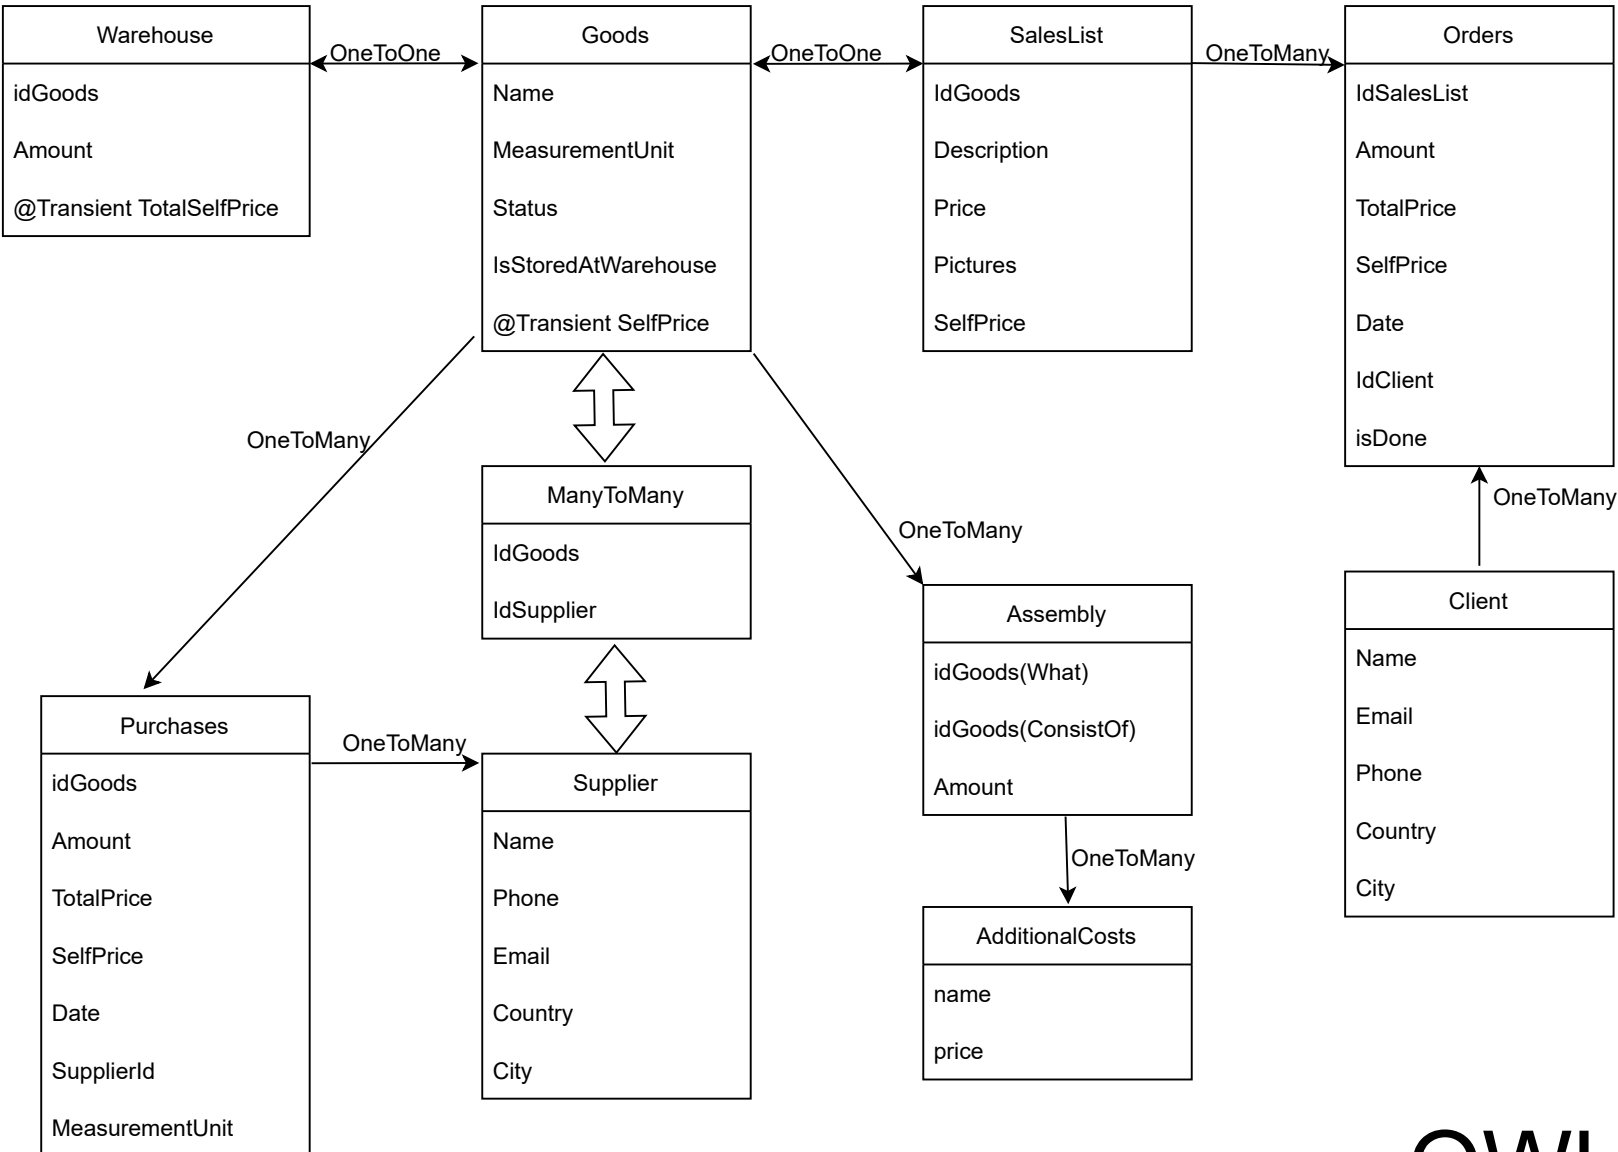 Warehouse
idGoods
Amount
@Transient TotalSelfPrice
OneToOne
Goods
Name
MeasurementUnit
Status
IsStoredAtWarehouse
@Transient SelfPrice
OneToOne
SalesList
IdGoods
Description
Price
Pictures
SelfPrice
OneToMany
Orders
IdSalesList
Amount
TotalPrice
SelfPrice
Date
IdClient
isDone
OneToMany
ManyToMany
IdGoods
IdSupplier
OneToMany
OneToMany
Assembly
idGoods(What)
idGoods(ConsistOf)
Amount
Client
Name
Email
Phone
Country
City
Purchases
idGoods
Amount
TotalPrice
SelfPrice
Date
SupplierId
MeasurementUnit
OneToMany
Supplier
Name
Phone
Email
Country
City
OneToMany
AdditionalCosts
name
price